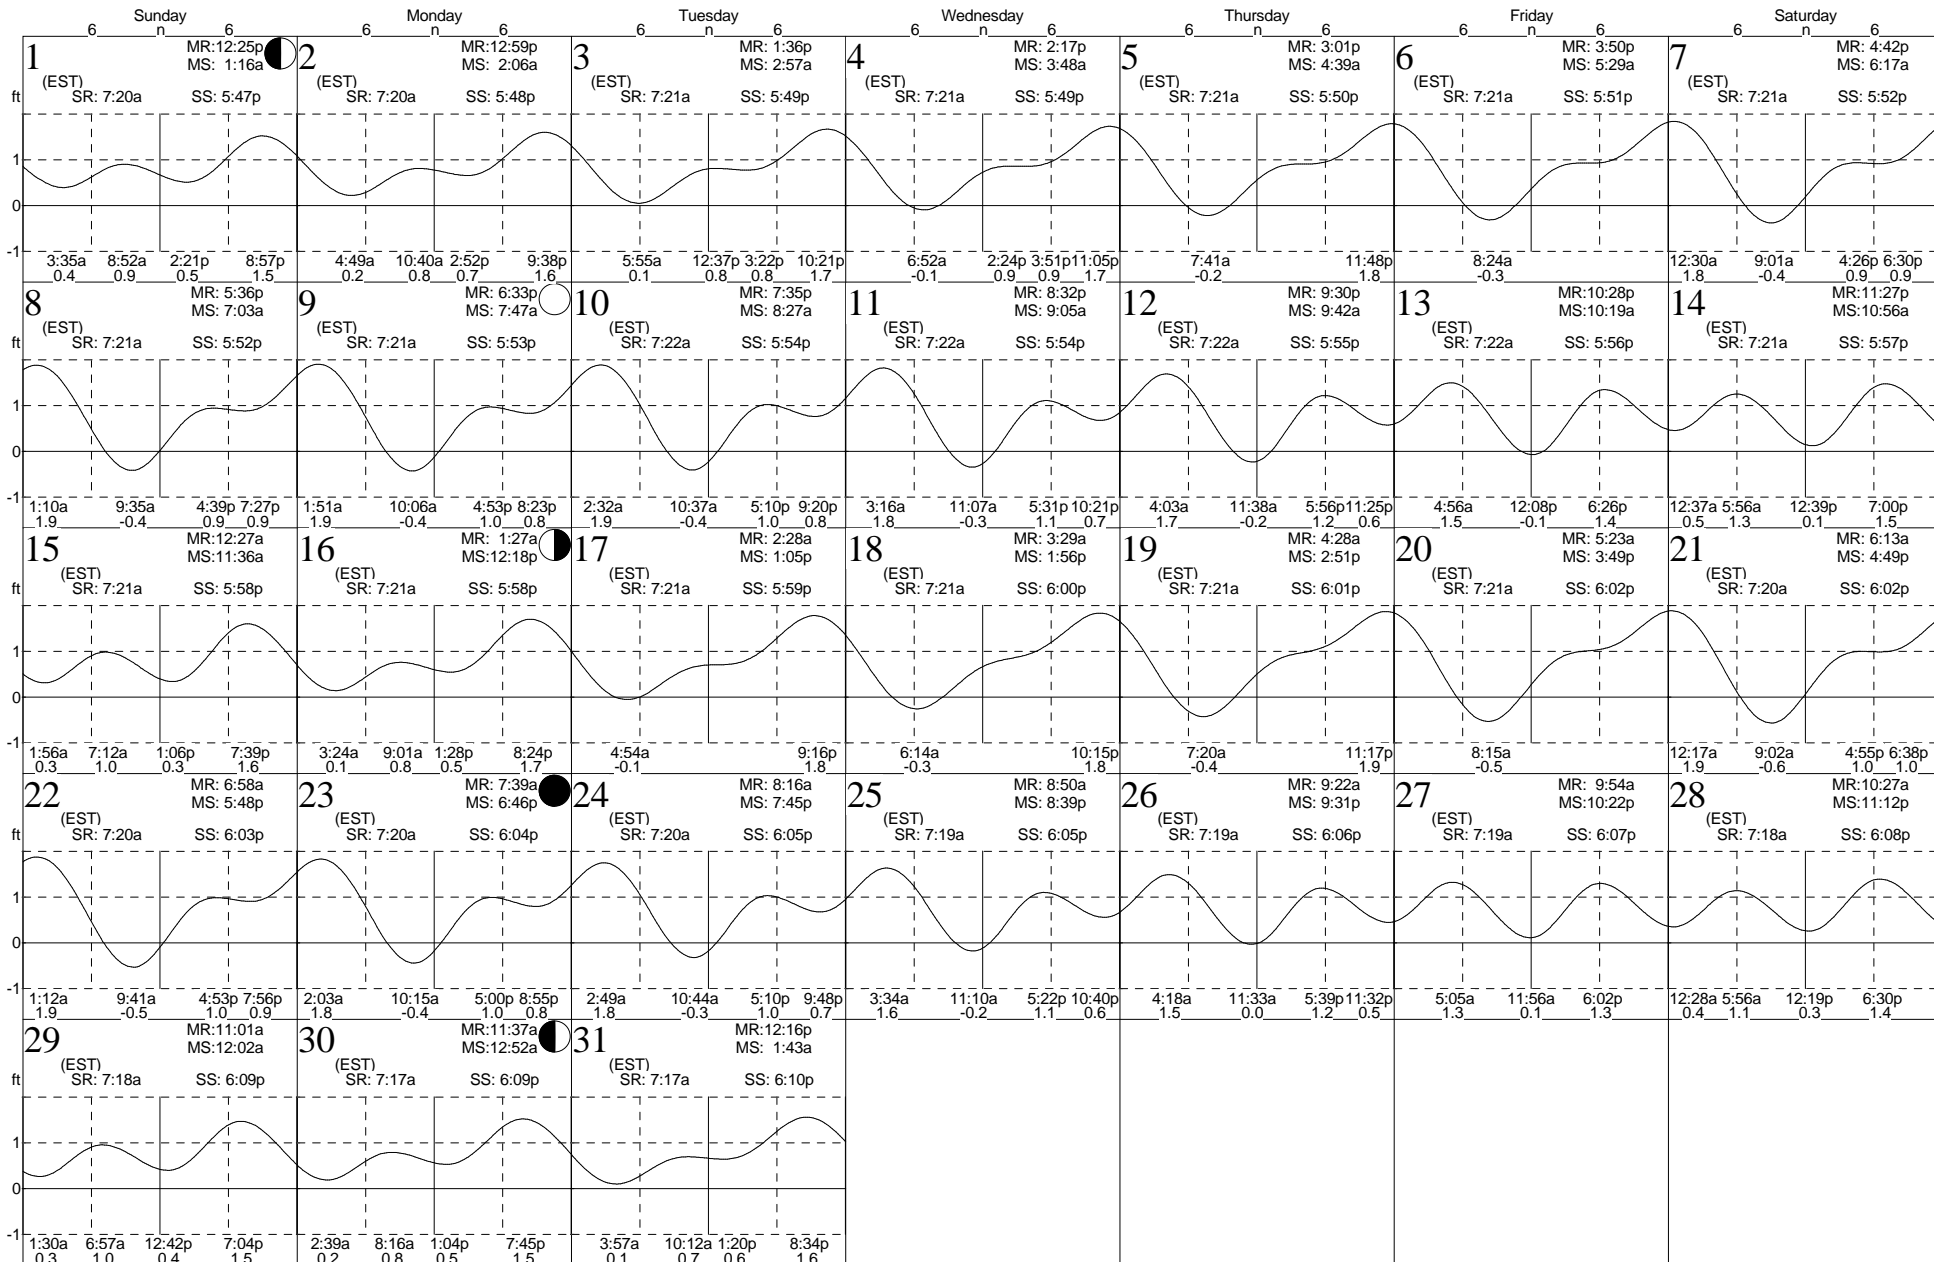 Sunday Monday Tuesday Wednesday Thursday Friday Saturday
6 n 6 6 n 6 6 n 6 6 n 6 6 n 6 6 n 6 6 n 6
1 MR:12:25p 2 MR:12:59p 3 MR: 1:36p 4 MR: 2:17p 5 MR: 3:01p 6 MR: 3:50p 7 MR: 4:42p
MS: 1:16a MS: 2:06a MS: 2:57a MS: 3:48a MS: 4:39a MS: 5:29a MS: 6:17a
(EST) (EST) (EST) (EST) (EST) (EST) (EST)
ft SR: 7:20a SS: 5:47p SR: 7:20a SS: 5:48p SR: 7:21a SS: 5:49p SR: 7:21a SS: 5:49p SR: 7:21a SS: 5:50p SR: 7:21a SS: 5:51p SR: 7:21a SS: 5:52p
1
0
-1
3:35a 8:52a 2:21p 8:57p 4:49a 10:40a 2:52p 9:38p 5:55a 12:37p 3:22p 10:21p 6:52a 2:24p 3:51p 11:05p 7:41a 11:48p 8:24a 12:30a 9:01a 4:26p 6:30p
0.4 0.9 0.5 1.5 0.2 0.8 0.7 1.6 0.1 0.8 0.8 1.7 -0.1 0.9 0.9 1.7 -0.2 1.8 -0.3 1.8 -0.4 0.9 0.9
8 MR: 5:36p 9 MR: 6:33p 10 MR: 7:35p 11 MR: 8:32p 12 MR: 9:30p 13 MR:10:28p 14 MR:11:27p
MS: 7:03a MS: 7:47a MS: 8:27a MS: 9:05a MS: 9:42a MS:10:19a MS:10:56a
(EST) (EST) (EST) (EST) (EST) (EST) (EST)
ft SR: 7:21a SS: 5:52p SR: 7:21a SS: 5:53p SR: 7:22a SS: 5:54p SR: 7:22a SS: 5:54p SR: 7:22a SS: 5:55p SR: 7:22a SS: 5:56p SR: 7:21a SS: 5:57p
1
0
-1
1:10a 9:35a 4:39p 7:27p 1:51a 10:06a 4:53p 8:23p 2:32a 10:37a 5:10p 9:20p 3:16a 11:07a 5:31p 10:21p 4:03a 11:38a 5:56p 11:25p 4:56a 12:08p 6:26p 12:37a 5:56a 12:39p 7:00p
1.9 -0.4 0.9 0.9 1.9 -0.4 1.0 0.8 1.9 -0.4 1.0 0.8 1.8 -0.3 1.1 0.7 1.7 -0.2 1.2 0.6 1.5 -0.1 1.4 0.5 1.3 0.1 1.5
15 MR:12:27a 16 MR: 1:27a 17 MR: 2:28a 18 MR: 3:29a 19 MR: 4:28a 20 MR: 5:23a 21 MR: 6:13a
MS:11:36a MS:12:18p MS: 1:05p MS: 1:56p MS: 2:51p MS: 3:49p MS: 4:49p
(EST) (EST) (EST) (EST) (EST) (EST) (EST)
ft SR: 7:21a SS: 5:58p SR: 7:21a SS: 5:58p SR: 7:21a SS: 5:59p SR: 7:21a SS: 6:00p SR: 7:21a SS: 6:01p SR: 7:21a SS: 6:02p SR: 7:20a SS: 6:02p
1
0
-1
1:56a 7:12a 1:06p 7:39p 3:24a 9:01a 1:28p 8:24p 4:54a 9:16p 6:14a 10:15p 7:20a 11:17p 8:15a 12:17a 9:02a 4:55p 6:38p
0.3 1.0 0.3 1.6 0.1 0.8 0.5 1.7 -0.1 1.8 -0.3 1.8 -0.4 1.9 -0.5 1.9 -0.6 1.0 1.0
22 MR: 6:58a 23 MR: 7:39a 24 MR: 8:16a 25 MR: 8:50a 26 MR: 9:22a 27 MR: 9:54a 28 MR:10:27a
MS: 5:48p MS: 6:46p MS: 7:45p MS: 8:39p MS: 9:31p MS:10:22p MS:11:12p
(EST) (EST) (EST) (EST) (EST) (EST) (EST)
ft SR: 7:20a SS: 6:03p SR: 7:20a SS: 6:04p SR: 7:20a SS: 6:05p SR: 7:19a SS: 6:05p SR: 7:19a SS: 6:06p SR: 7:19a SS: 6:07p SR: 7:18a SS: 6:08p
1
0
-1
1:12a 9:41a 4:53p 7:56p 2:03a 10:15a 5:00p 8:55p 2:49a 10:44a 5:10p 9:48p 3:34a 11:10a 5:22p 10:40p 4:18a 11:33a 5:39p 11:32p 5:05a 11:56a 6:02p 12:28a 5:56a 12:19p 6:30p
1.9 -0.5 1.0 0.9 1.8 -0.4 1.0 0.8 1.8 -0.3 1.0 0.7 1.6 -0.2 1.1 0.6 1.5 0.0 1.2 0.5 1.3 0.1 1.3 0.4 1.1 0.3 1.4
29 MR:11:01a 30 MR:11:37a 31 MR:12:16p
MS:12:02a MS:12:52a MS: 1:43a
(EST) (EST) (EST)
ft SR: 7:18a SS: 6:09p SR: 7:17a SS: 6:09p SR: 7:17a SS: 6:10p
1
0
-1
1:30a 6:57a 12:42p 7:04p 2:39a 8:16a 1:04p 7:45p 3:57a 10:12a 1:20p 8:34p
0.3 1.0 0.4 1.5 0.2 0.8 0.5 1.5 0.1 0.7 0.6 1.6